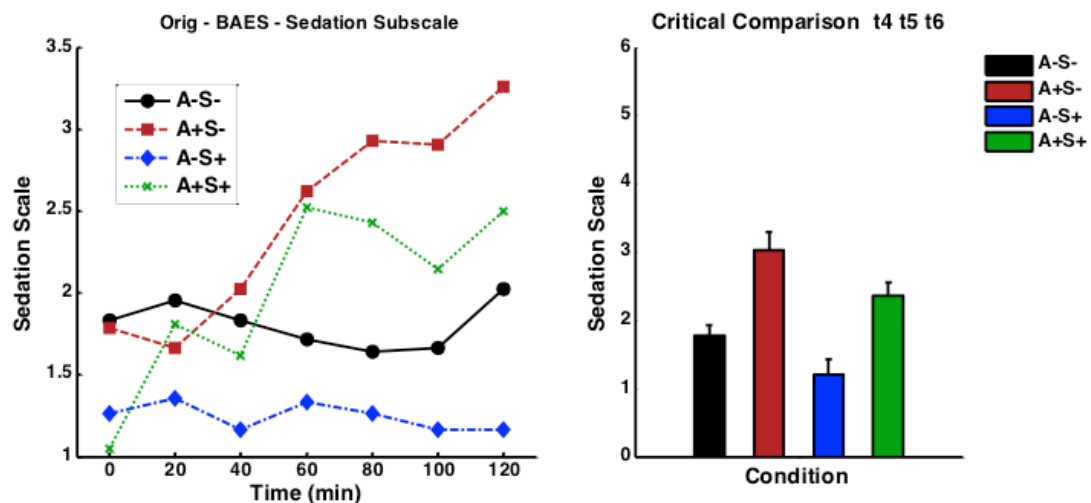 Orig - BAES - Sedation Subscale
3.5
3
2.5
2
1.5
1
Sedation Scale
A-S-
A+S-
A-S+
A+S+
0 20 40 60 80 100 120
Time (min)
Critical Comparison t4 t5 t6
6
5
4
3
2
1
0
Sedation Scale
Condition
A-S-
A+S-
A-S+
A+S+